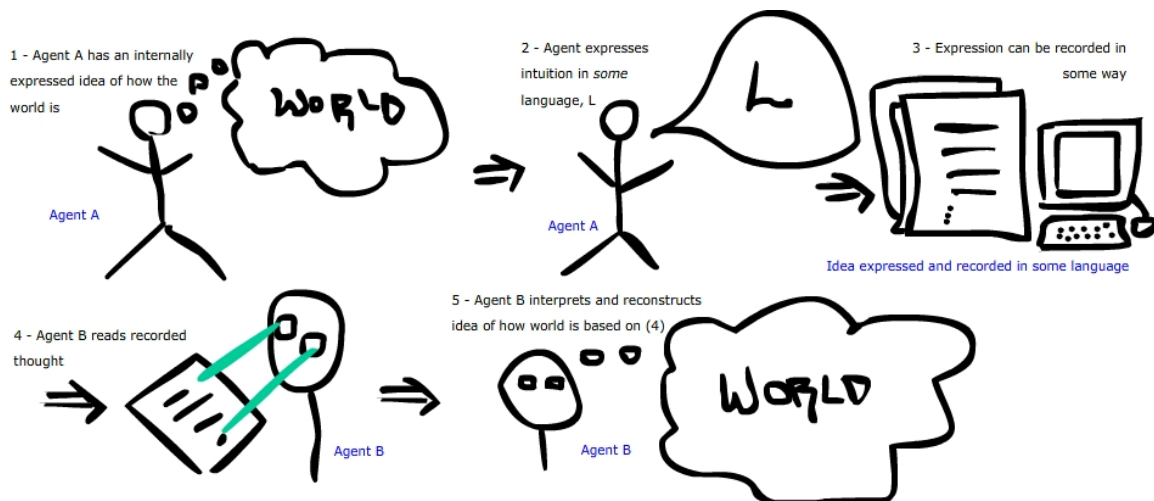 1 - Agent A has an internally
expressed idea of how the
world is
WORLD
Agent A
2 - Agent expresses
intuition in some
language, L
L
Agent A
3 - Expression can be recorded in
some way
Idea expressed and recorded in some language
4 - Agent B reads recorded
thought
Agent B
5 - Agent B interprets and reconstructs
idea of how world is based on (4)
WORLD
Agent B